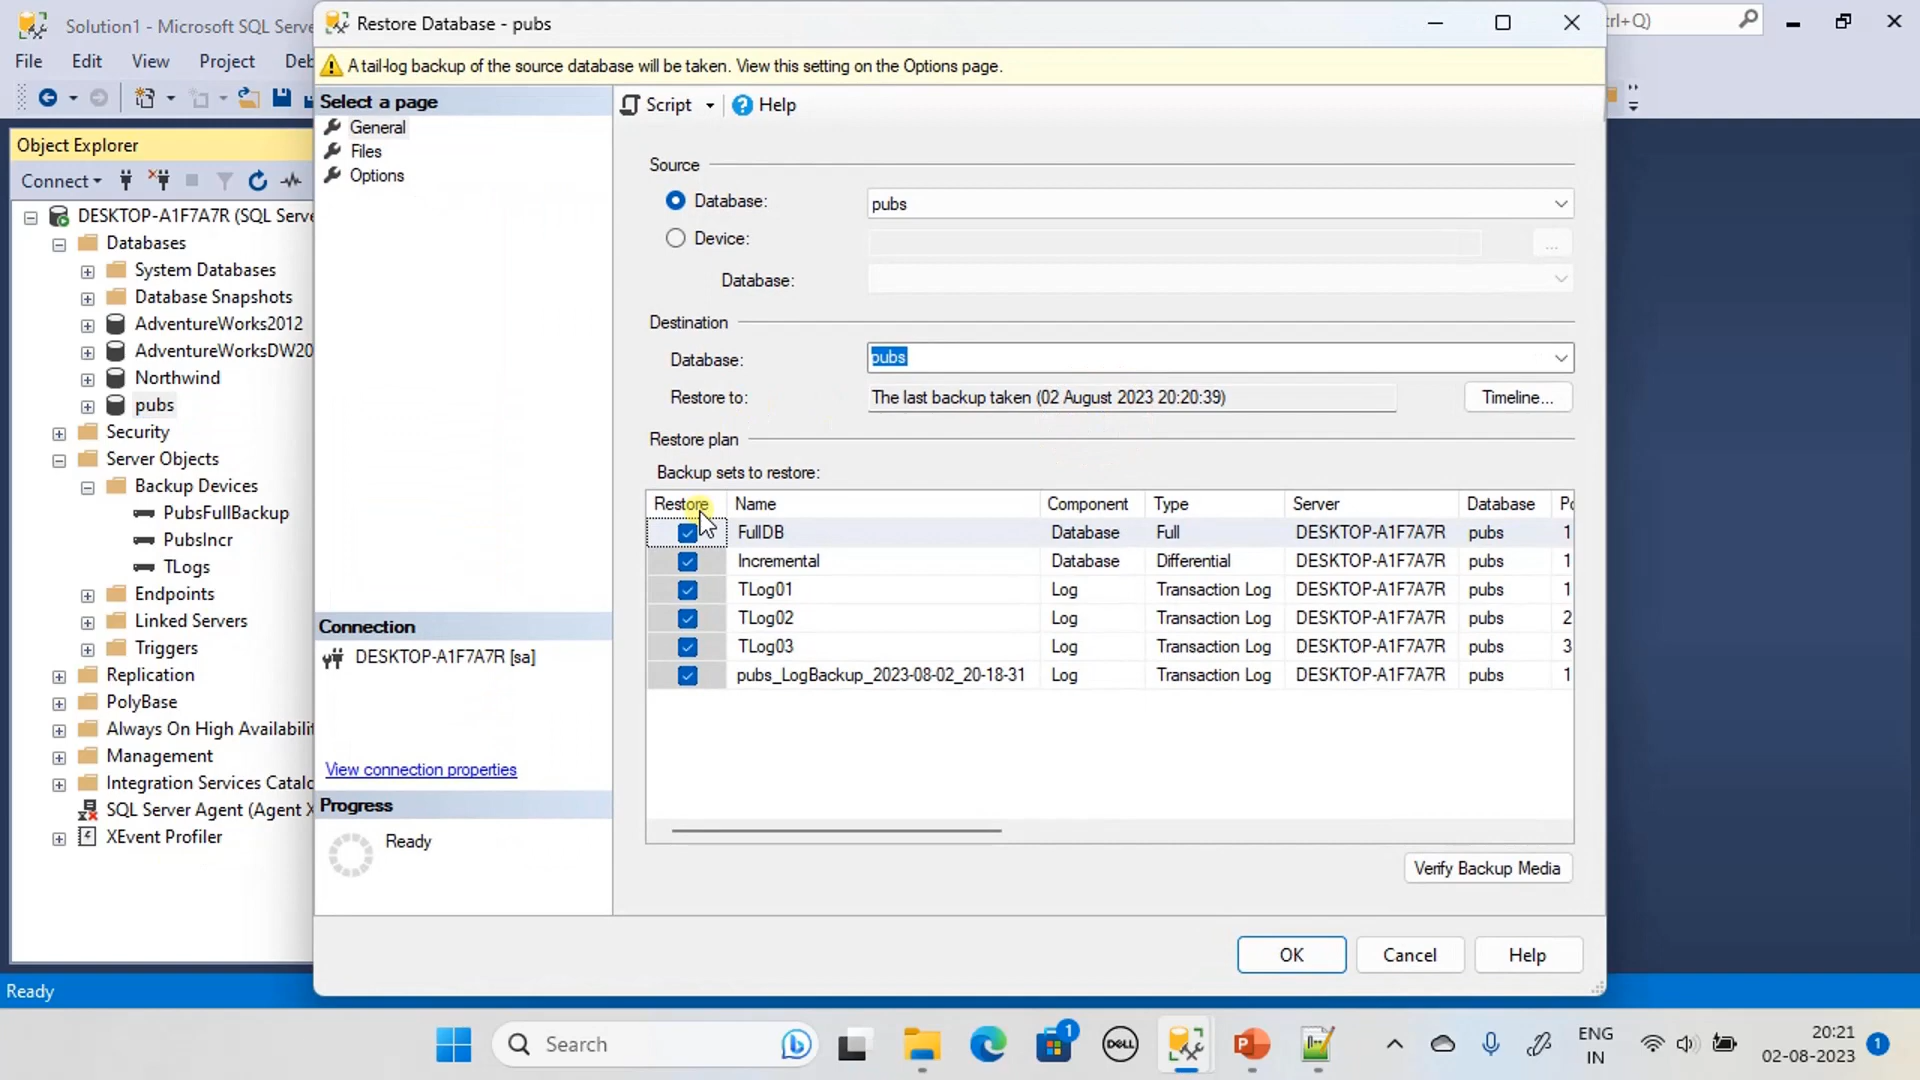 Solution1 - Microsoft SQL Serve
Restore Database - pubs
trl+Q)
File Edit View Project Deb
A tail-log backup of the source database will be taken. View this setting on the Options page.
Select a page
General
Files
Options
Script
Help
Object Explorer
Connect
DESKTOP-A1F7A7R (SQL Serve
Databases
System Databases
Database Snapshots
AdventureWorks2012
AdventureWorksDW20
Northwind
pubs
Security
Server Objects
Backup Devices
PubsFullBackup
PubsIncr
TLogs
Endpoints
Linked Servers
Triggers
Replication
PolyBase
Always On High Availabilit
Management
Integration Services Catalo
SQL Server Agent (Agent X
XEvent Profiler
Source
Database: pubs
Device:
...
Database:
Destination
Database: pubs
Restore to: The last backup taken (02 August 2023 20:20:39) Timeline...
Restore plan
Backup sets to restore:
Restore Name Component Type Server Database Po
FullDB Database Full DESKTOP-A1F7A7R pubs 1
Incremental Database Differential DESKTOP-A1F7A7R pubs 1
TLog01 Log Transaction Log DESKTOP-A1F7A7R pubs 1
TLog02 Log Transaction Log DESKTOP-A1F7A7R pubs 2
TLog03 Log Transaction Log DESKTOP-A1F7A7R pubs 3
pubs_LogBackup_2023-08-02_20-18-31 Log Transaction Log DESKTOP-A1F7A7R pubs 1
Connection
DESKTOP-A1F7A7R [sa]
View connection properties
Progress
Ready
Verify Backup Media
OK Cancel Help
Ready
Search
1
DELL
ENG
IN
20:21
02-08-2023
1